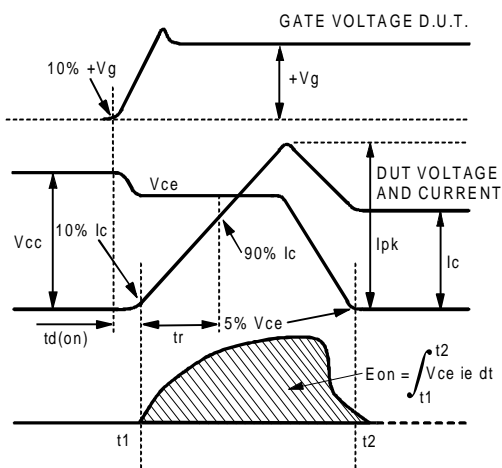 GATE VOLTAGE D.U.T.
10% +Vg
+Vg
Vce
DUT VOLTAGE
AND CURRENT
Vcc
10% Ic
90% Ic
Ipk
Ic
td(on)
tr
5% Vce
Eon = ∫ Vce ie dt
t2
t1
t1
t2